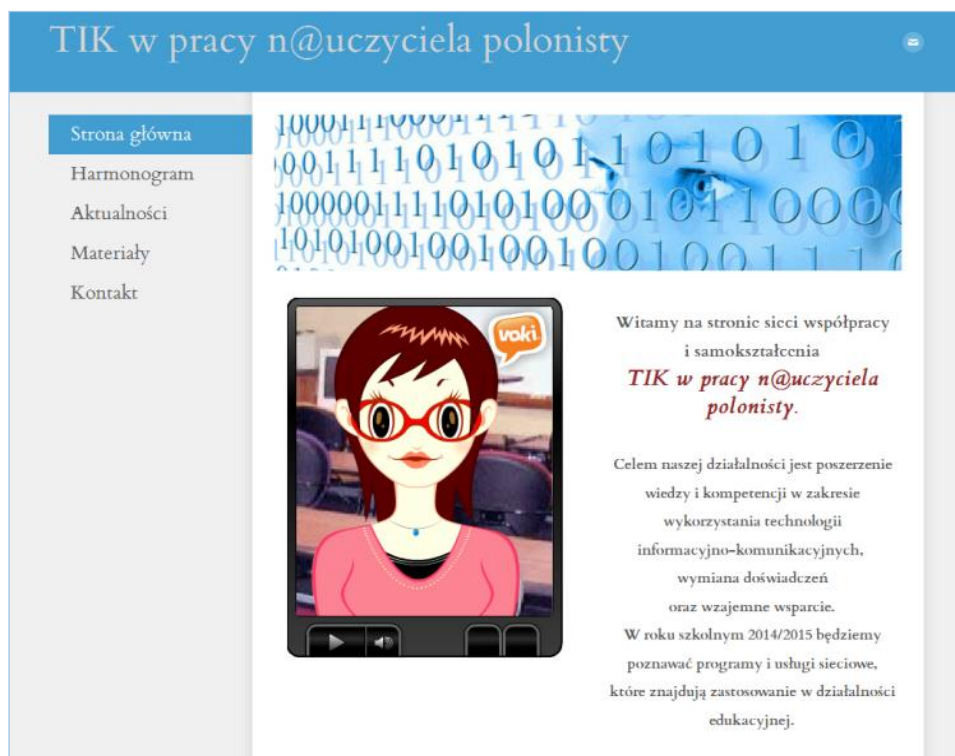 TIK w pracy n@uczyciela polonisty
Strona główna
Harmonogram
Aktualności
Materiały
Kontakt
voki
Witamy na stronie sieci współpracy
i samokształcenia
TIK w pracy n@uczyciela
polonisty.
Celem naszej działalności jest poszerzenie
wiedzy i kompetencji w zakresie
wykorzystania technologii
informacyjno-komunikacyjnych,
wymiana doświadczeń
oraz wzajemne wsparcie.
W roku szkolnym 2014/2015 będziemy
poznawać programy i usługi sieciowe,
które znajdują zastosowanie w działalności
edukacyjnej.